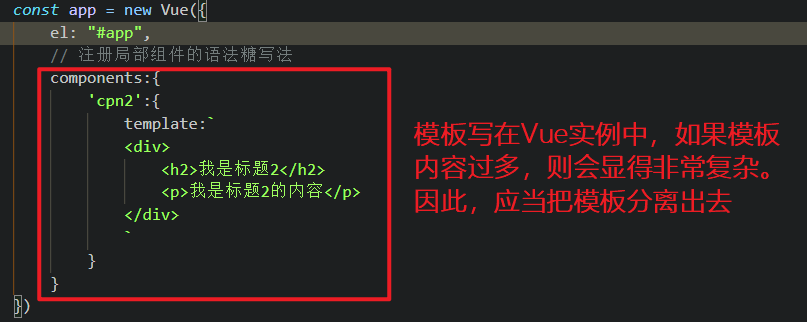 const app = new Vue({
el: "#app",
// 注册局部组件的语法糖写法
components:{
'cpn2':{
template:`
<div>
<h2>我是标题2</h2>
<p>我是标题2的内容</p>
</div>
`
}
}
})
模板写在Vue实例中，如果模板
内容过多，则会显得非常复杂。
因此，应当把模板分离出去